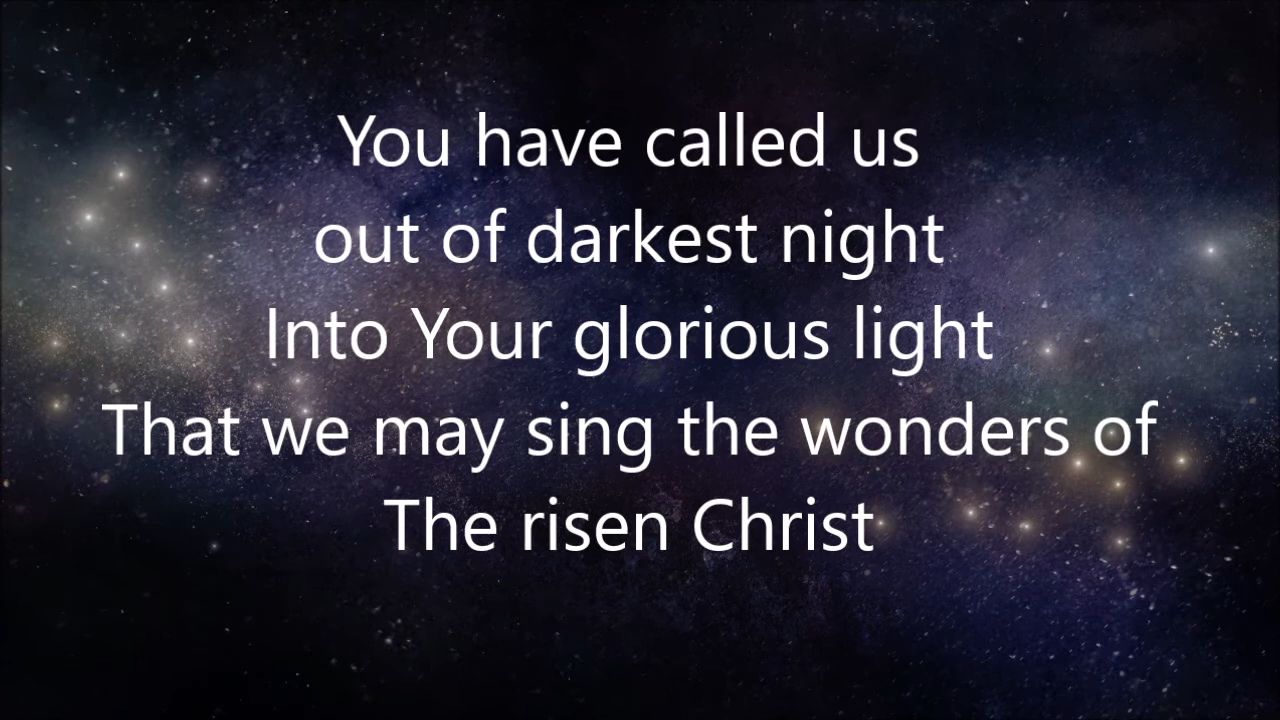 You have called us
out of darkest night
Into Your glorious light
That we may sing the wonders of
The risen Christ